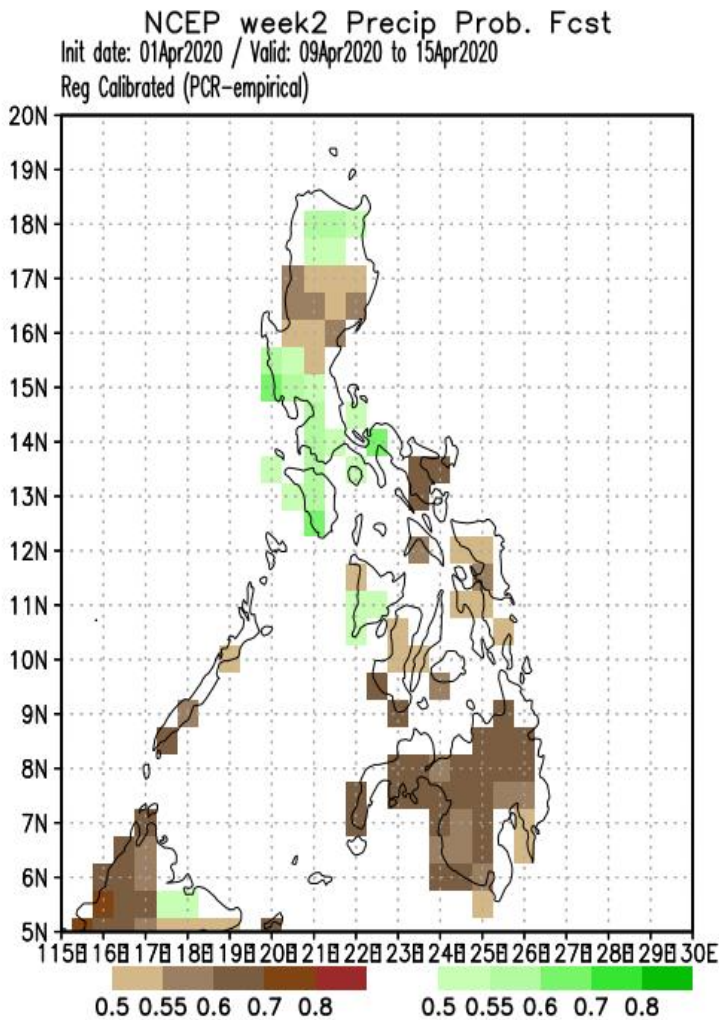 NCEP week2 Precip Prob. Fcst
Init date: 01Apr2020 / Valid: 09Apr2020 to 15Apr2020
Reg Calibrated (PCR-empirical)
20N
19N
18N
17N
16N
15N
14N
13N
12N
11N
10N
9N
8N
7N
6N
5N
115E 116E 117E 118E 119E 120E 121E 122E 123E 124E 125E 126E 127E 128E 129E 130E
0.5 0.55 0.6 0.7 0.8 0.5 0.55 0.6 0.7 0.8